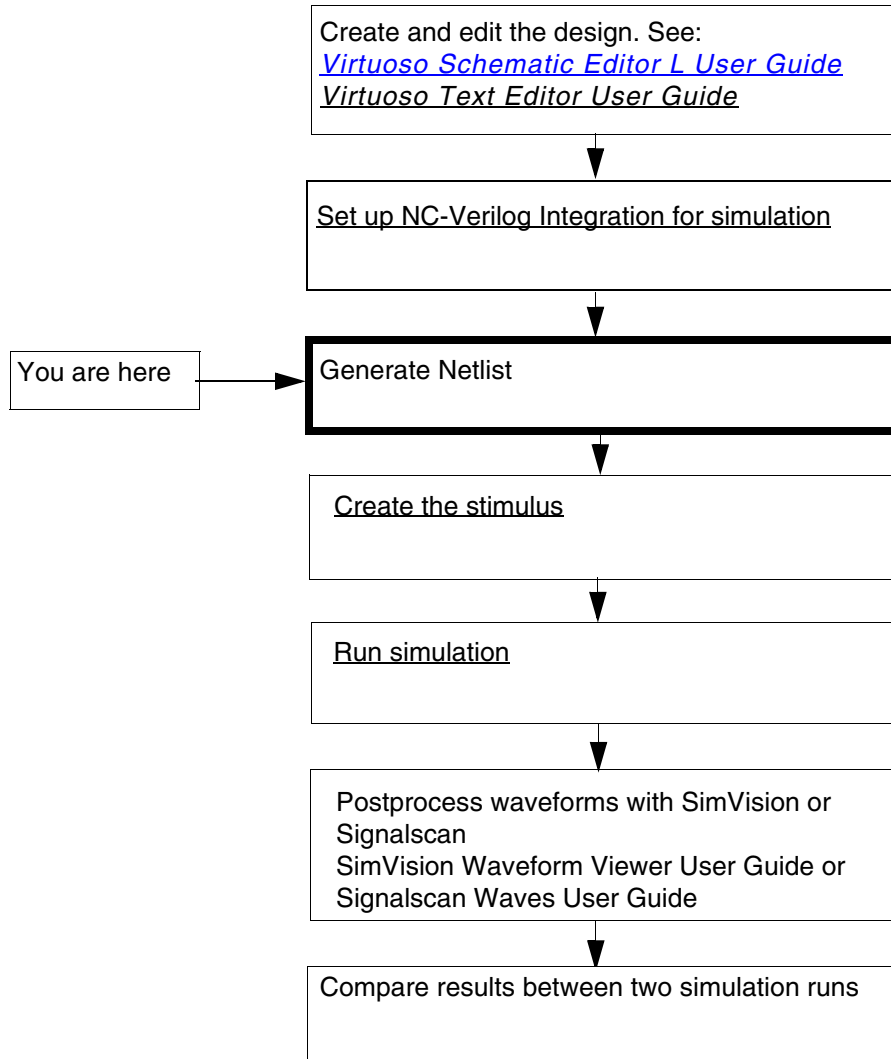 Create and edit the design. See:
Virtuoso Schematic Editor L User Guide
Virtuoso Text Editor User Guide
Set up NC-Verilog Integration for simulation
You are here
Generate Netlist
Create the stimulus
Run simulation
Postprocess waveforms with SimVision or
Signalscan
SimVision Waveform Viewer User Guide or
Signalscan Waves User Guide
Compare results between two simulation runs